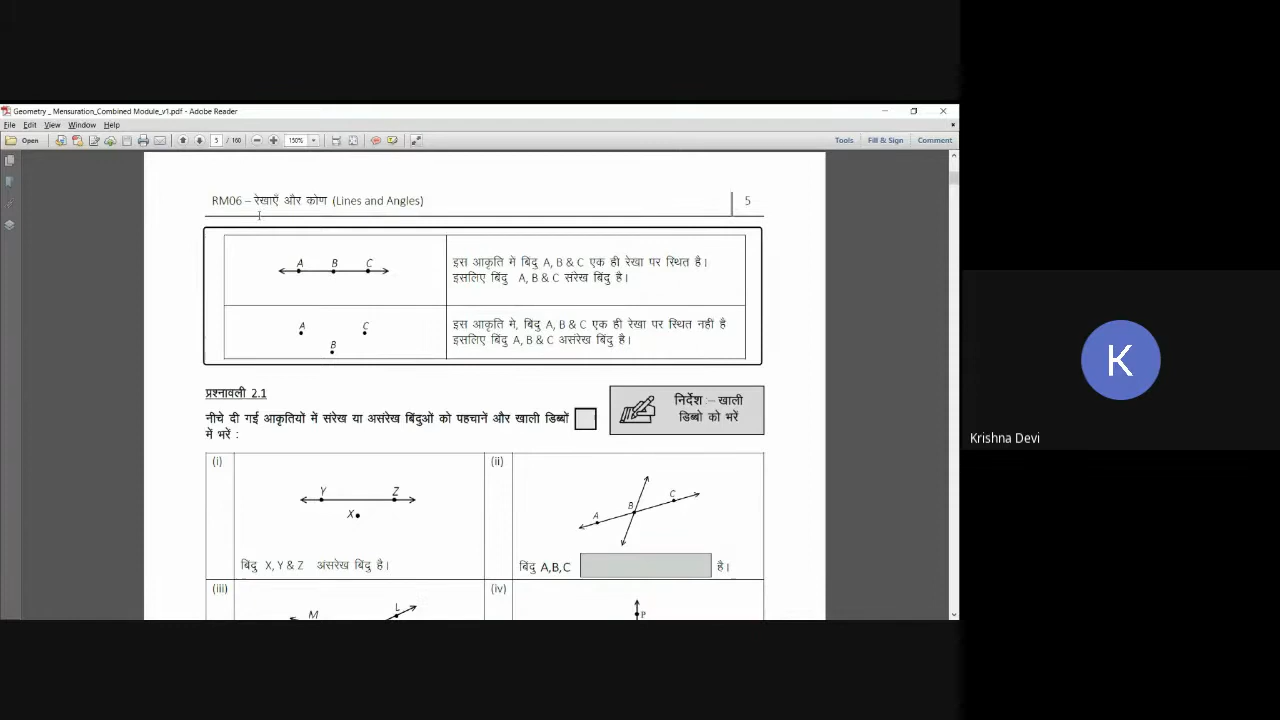 Geometry _ Mensuration_Combined Module_v1.pdf - Adobe Reader
File Edit View Window Help
Open 5 / 160 150% Tools Fill & Sign Comment
RM06 – रेखाएँ और कोण (Lines and Angles) 5
A B C
इस आकृति मे बिंदु A, B & C एक ही रेखा पर स्थित है।
इसलिए बिंदु A, B & C संरेख बिंदु है।
A C
B
इस आकृति मे, बिंदु A, B & C एक ही रेखा पर स्थित नही है
इसलिए बिंदु A, B & C असंरेख बिंदु है।
प्रश्नावली 2.1
नीचे दी गई आकृतियों में संरेख या असंरेख बिंदुओं को पहचानें और खाली डिब्बों
में भरें :
निर्देश :– खाली
डिब्बो को भरें
(i)
Y Z
X
बिंदु X, Y & Z अंसरेख बिंदु है।
(ii)
A B C
बिंदु A,B,C है।
(iii)
M L
(iv)
P
K
Krishna Devi